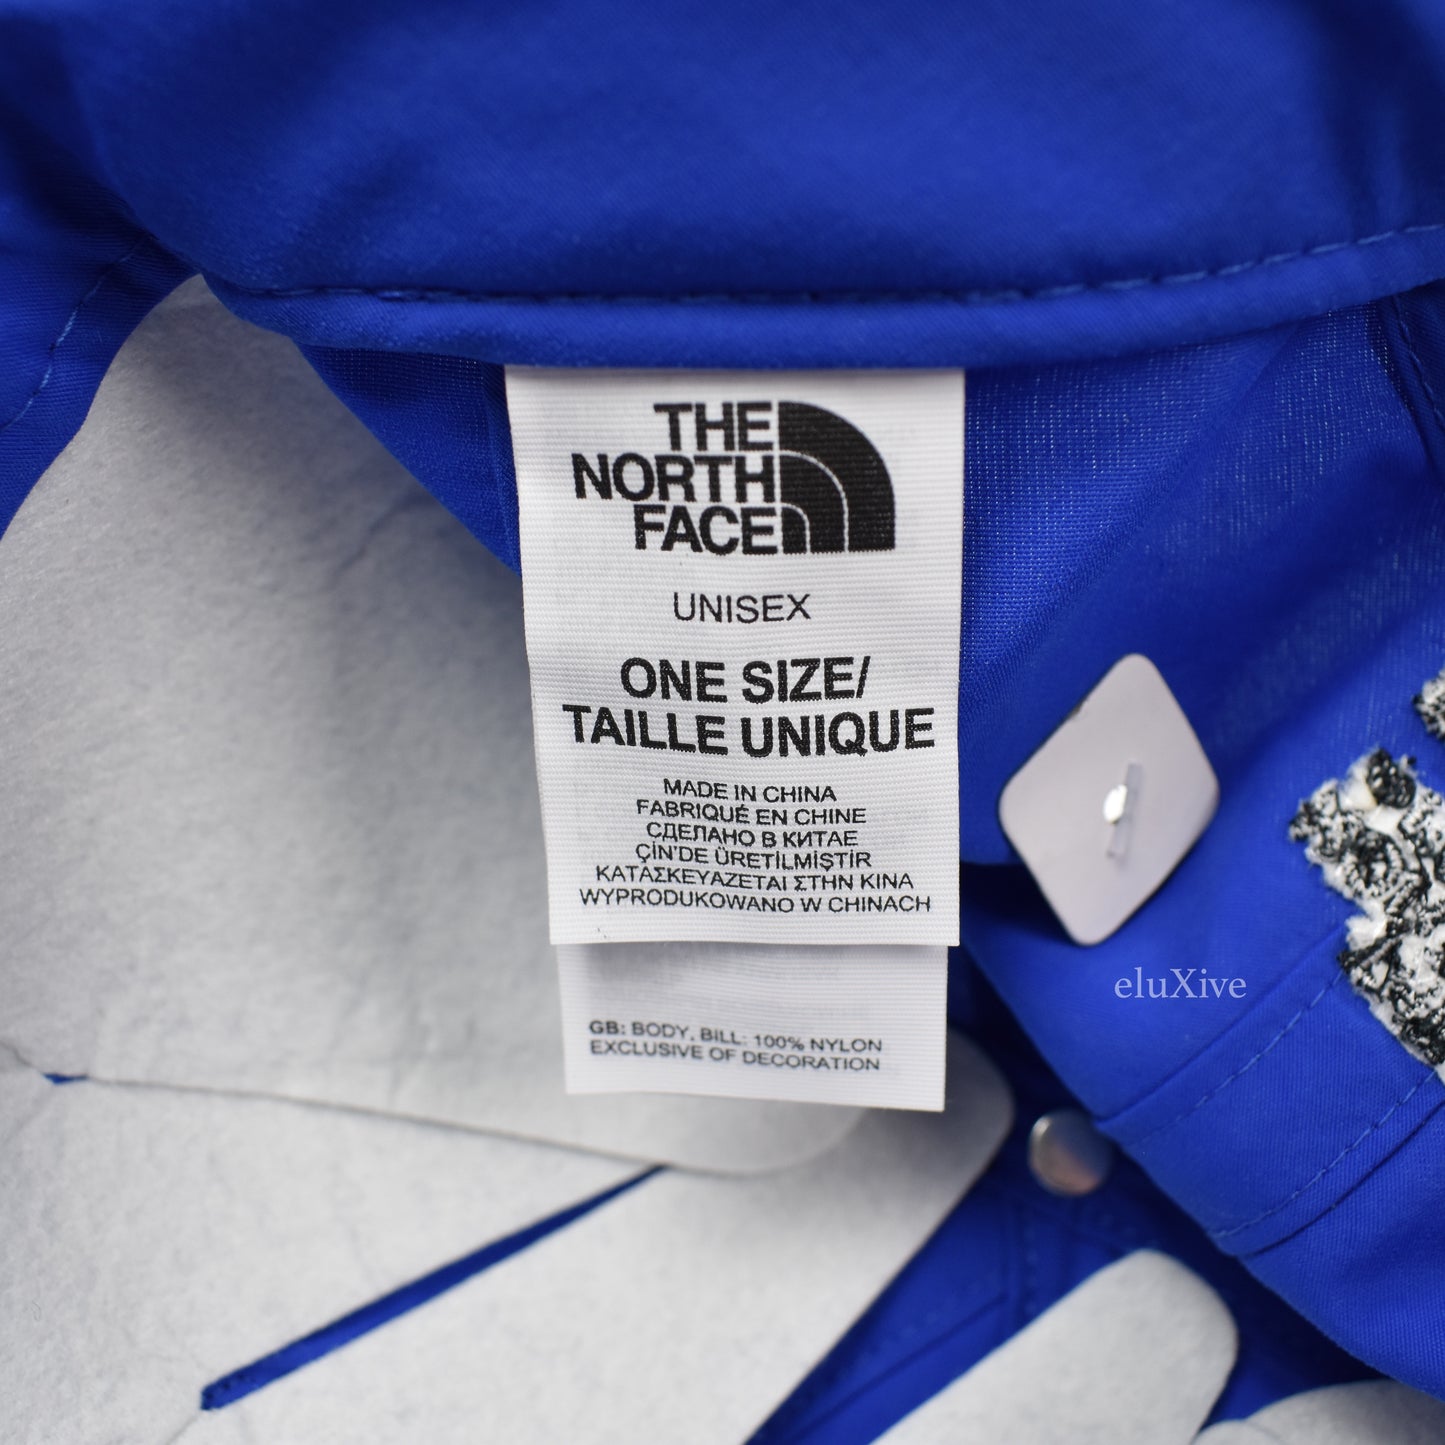 THE
NORTH
FACE
UNISEX
ONE SIZE/
TAILLE UNIQUE
MADE IN CHINA
FABRIQUÉ EN CHINE
СДЕЛАНО В КИТАЕ
ÇİN'DE ÜRETİLMİŞTİR
ΚΑΤΑΣΚΕΥΑΖΕΤΑΙ ΣΤΗΝ ΚΙΝΑ
WYPRODUKOWANO W CHINACH
GB: BODY, BILL: 100% NYLON
EXCLUSIVE OF DECORATION
eluXive